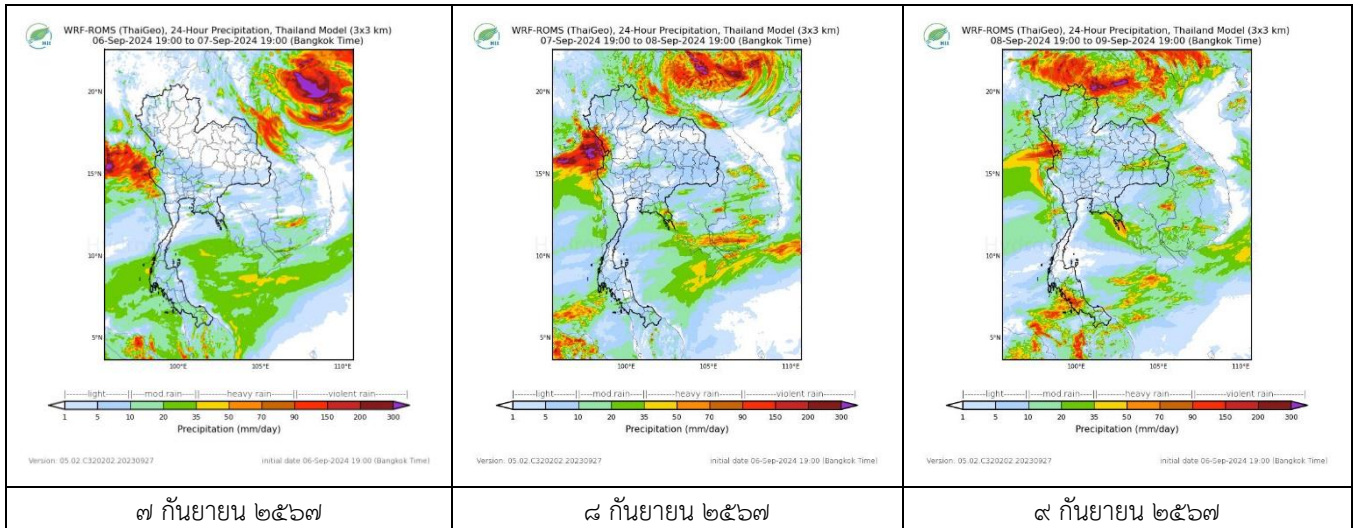 WRF-ROMS (ThaiGeo), 24-Hour Precipitation, Thailand Model (3x3 km)
06-Sep-2024 19:00 to 07-Sep-2024 19:00 (Bangkok Time)
20°N
15°N
10°N
5°N
100°E 105°E 110°E
light mod.rain heavy rain violent rain
1 5 10 20 35 50 70 90 150 200 300
Precipitation (mm/day)
Version: 05.02.C320202.20230927 initial date 06-Sep-2024 19:00 (Bangkok Time)
๗ กันยายน ๒๕๖๗
WRF-ROMS (ThaiGeo), 24-Hour Precipitation, Thailand Model (3x3 km)
07-Sep-2024 19:00 to 08-Sep-2024 19:00 (Bangkok Time)
20°N
15°N
10°N
5°N
100°E 105°E 110°E
light mod.rain heavy rain violent rain
1 5 10 20 35 50 70 90 150 200 300
Precipitation (mm/day)
Version: 05.02.C320202.20230927 initial date 06-Sep-2024 19:00 (Bangkok Time)
๘ กันยายน ๒๕๖๗
WRF-ROMS (ThaiGeo), 24-Hour Precipitation, Thailand Model (3x3 km)
08-Sep-2024 19:00 to 09-Sep-2024 19:00 (Bangkok Time)
20°N
15°N
10°N
5°N
100°E 105°E 110°E
light mod.rain heavy rain violent rain
1 5 10 20 35 50 70 90 150 200 300
Precipitation (mm/day)
Version: 05.02.C320202.20230927 initial date 06-Sep-2024 19:00 (Bangkok Time)
๙ กันยายน ๒๕๖๗